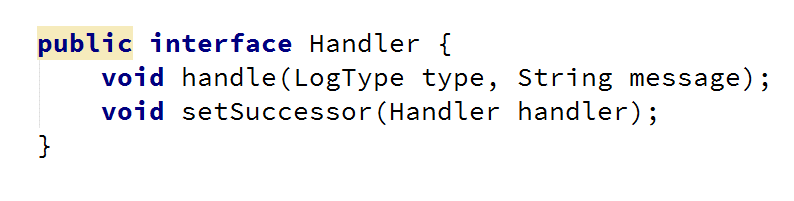 public interface Handler {
    void handle(LogType type, String message);
    void setSuccessor(Handler handler);
}